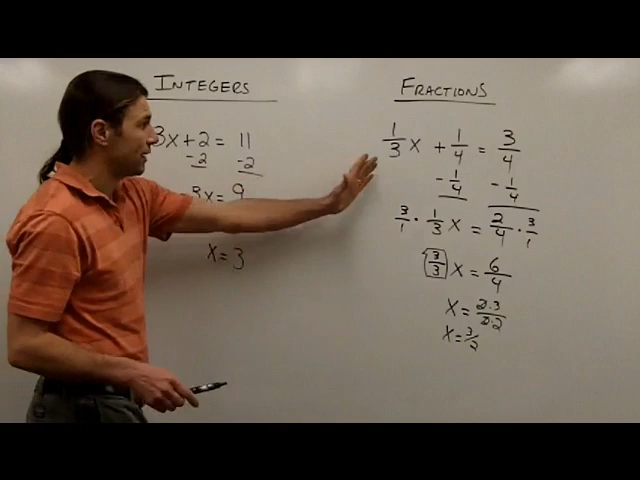 INTEGERS
3x + 2 = 11
-2 -2
3x = 9
x = 3
FRACTIONS
1/3 x + 1/4 = 3/4
- 1/4 - 1/4
3/1 · 1/3 x = 2/4 · 3/1
3/3 x = 6/4
x = 2·3/2·2
x = 3/2